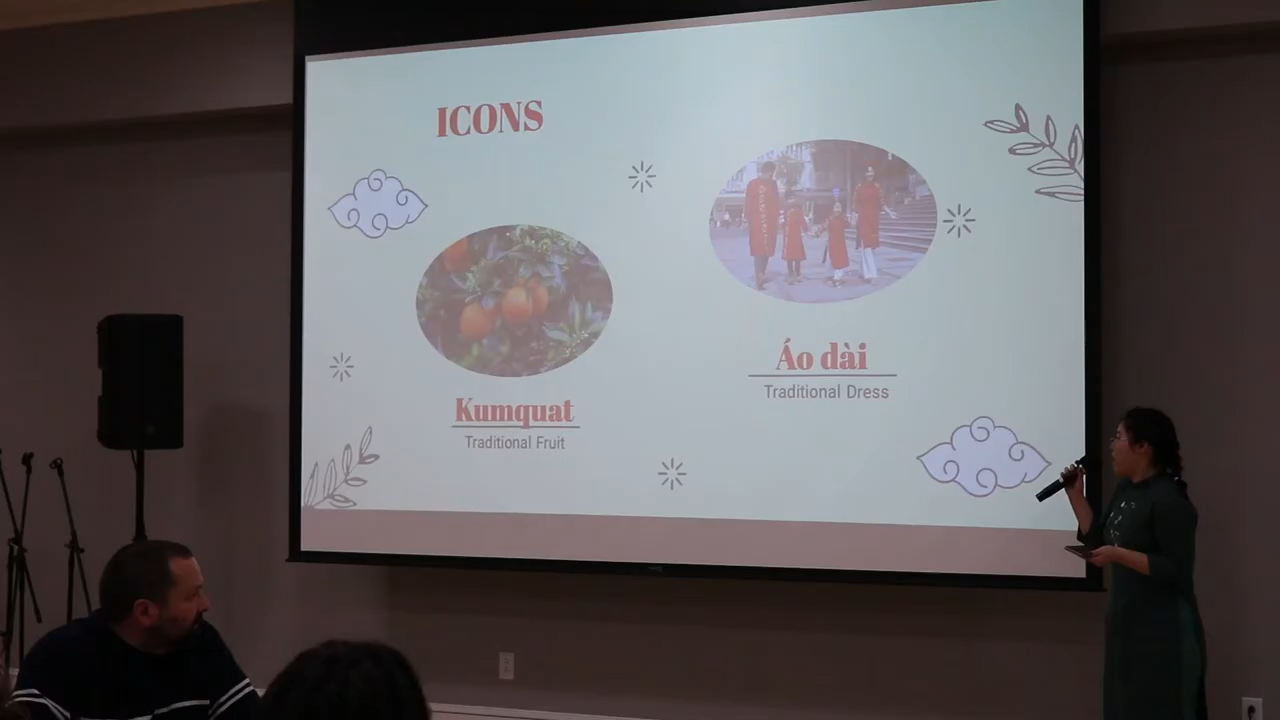 ICONS
Kumquat
Traditional Fruit
Áo dài
Traditional Dress